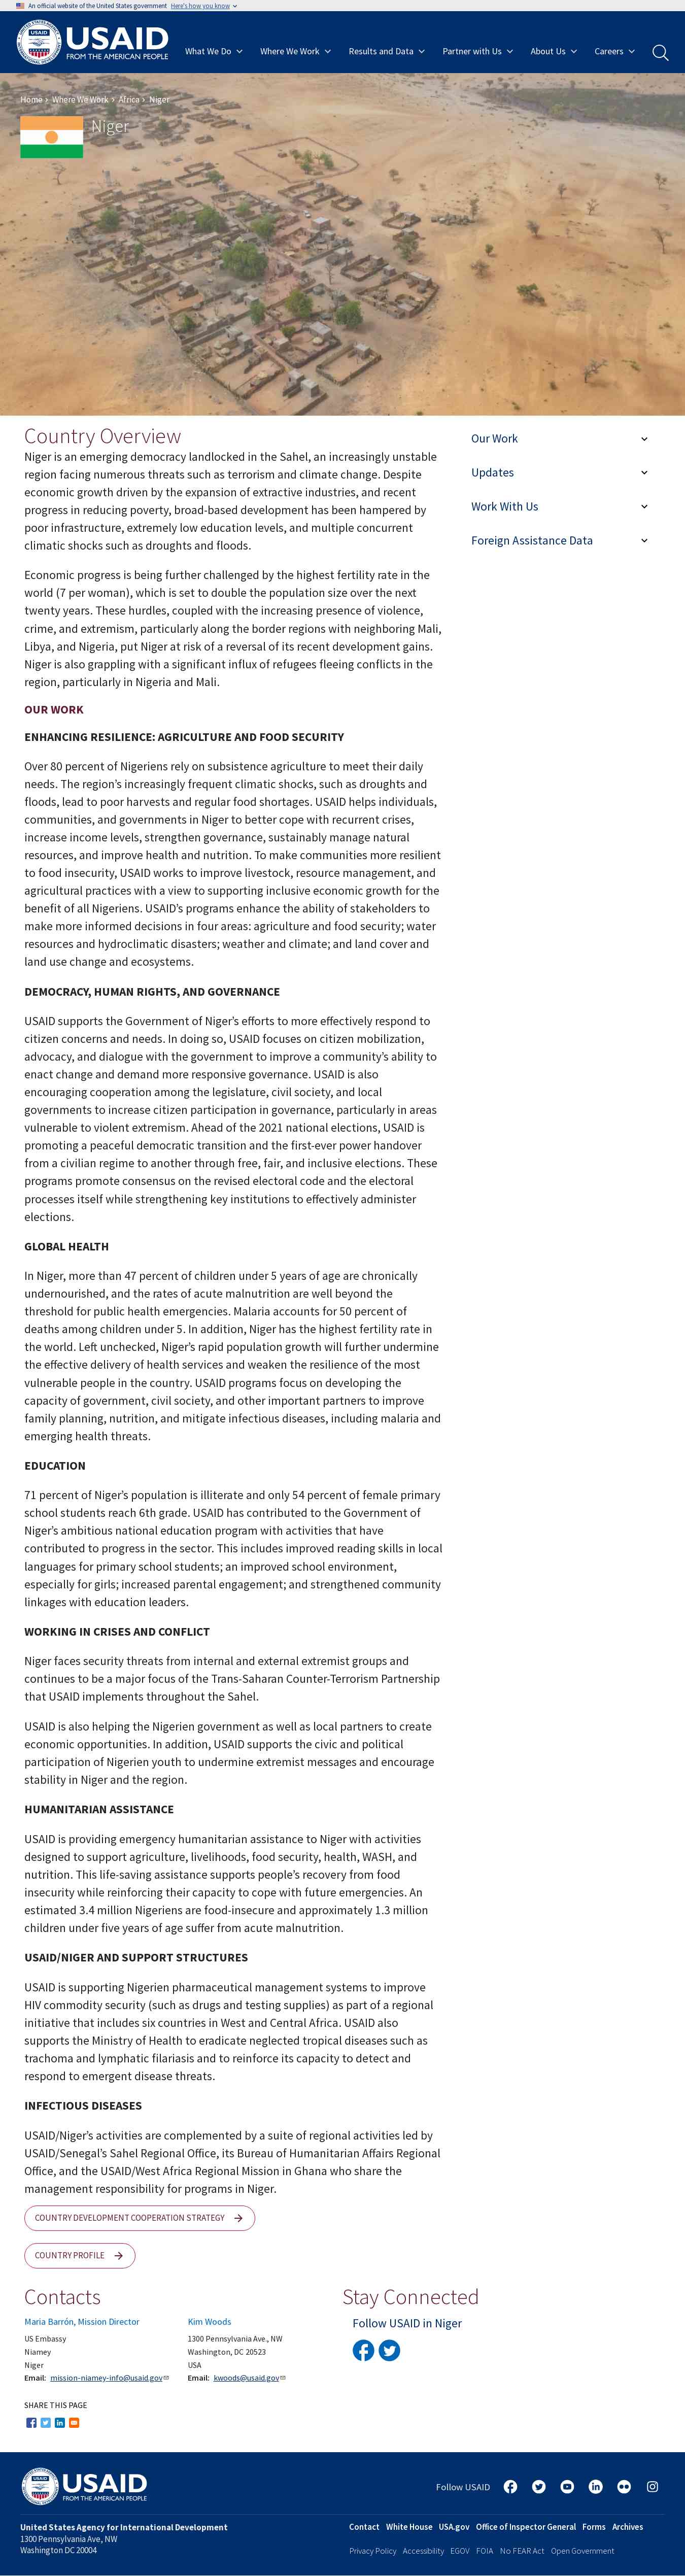 An official website of the United States government Here's how you know
USAID
FROM THE AMERICAN PEOPLE
What We Do
Where We Work
Results and Data
Partner with Us
About Us
Careers
Home › Where We Work › Africa › Niger
Niger
Country Overview
Niger is an emerging democracy landlocked in the Sahel, an increasingly unstable
region facing numerous threats such as terrorism and climate change. Despite
economic growth driven by the expansion of extractive industries, and recent
progress in reducing poverty, broad-based development has been hampered by
poor infrastructure, extremely low education levels, and multiple concurrent
climatic shocks such as droughts and floods.
Economic progress is being further challenged by the highest fertility rate in the
world (7 per woman), which is set to double the population size over the next
twenty years. These hurdles, coupled with the increasing presence of violence,
crime, and extremism, particularly along the border regions with neighboring Mali,
Libya, and Nigeria, put Niger at risk of a reversal of its recent development gains.
Niger is also grappling with a significant influx of refugees fleeing conflicts in the
region, particularly in Nigeria and Mali.
OUR WORK
ENHANCING RESILIENCE: AGRICULTURE AND FOOD SECURITY
Over 80 percent of Nigeriens rely on subsistence agriculture to meet their daily
needs. The region's increasingly frequent climatic shocks, such as droughts and
floods, lead to poor harvests and regular food shortages. USAID helps individuals,
communities, and governments in Niger to better cope with recurrent crises,
increase income levels, strengthen governance, sustainably manage natural
resources, and improve health and nutrition. To make communities more resilient
to food insecurity, USAID works to improve livestock, resource management, and
agricultural practices with a view to supporting inclusive economic growth for the
benefit of all Nigeriens. USAID's programs enhance the ability of stakeholders to
make more informed decisions in four areas: agriculture and food security; water
resources and hydroclimatic disasters; weather and climate; and land cover and
land use change and ecosystems.
DEMOCRACY, HUMAN RIGHTS, AND GOVERNANCE
USAID supports the Government of Niger's efforts to more effectively respond to
citizen concerns and needs. In doing so, USAID focuses on citizen mobilization,
advocacy, and dialogue with the government to improve a community's ability to
enact change and demand more responsive governance. USAID is also
encouraging cooperation among the legislature, civil society, and local
governments to increase citizen participation in governance, particularly in areas
vulnerable to violent extremism. Ahead of the 2021 national elections, USAID is
promoting a peaceful democratic transition and the first-ever power handover
from a civilian regime to another through free, fair, and inclusive elections. These
programs promote consensus on the revised electoral code and the electoral
processes itself while strengthening key institutions to effectively administer
elections.
GLOBAL HEALTH
In Niger, more than 47 percent of children under 5 years of age are chronically
undernourished, and the rates of acute malnutrition are well beyond the
threshold for public health emergencies. Malaria accounts for 50 percent of
deaths among children under 5. In addition, Niger has the highest fertility rate in
the world. Left unchecked, Niger's rapid population growth will further undermine
the effective delivery of health services and weaken the resilience of the most
vulnerable people in the country. USAID programs focus on developing the
capacity of government, civil society, and other important partners to improve
family planning, nutrition, and mitigate infectious diseases, including malaria and
emerging health threats.
EDUCATION
71 percent of Niger's population is illiterate and only 54 percent of female primary
school students reach 6th grade. USAID has contributed to the Government of
Niger's ambitious national education program with activities that have
contributed to progress in the sector. This includes improved reading skills in local
languages for primary school students; an improved school environment,
especially for girls; increased parental engagement; and strengthened community
linkages with education leaders.
WORKING IN CRISES AND CONFLICT
Niger faces security threats from internal and external extremist groups and
continues to be a major focus of the Trans-Saharan Counter-Terrorism Partnership
that USAID implements throughout the Sahel.
USAID is also helping the Nigerien government as well as local partners to create
economic opportunities. In addition, USAID supports the civic and political
participation of Nigerien youth to undermine extremist messages and encourage
stability in Niger and the region.
HUMANITARIAN ASSISTANCE
USAID is providing emergency humanitarian assistance to Niger with activities
designed to support agriculture, livelihoods, food security, health, WASH, and
nutrition. This life-saving assistance supports people's recovery from food
insecurity while reinforcing their capacity to cope with future emergencies. An
estimated 3.4 million Nigeriens are food-insecure and approximately 1.3 million
children under five years of age suffer from acute malnutrition.
USAID/NIGER AND SUPPORT STRUCTURES
USAID is supporting Nigerien pharmaceutical management systems to improve
HIV commodity security (such as drugs and testing supplies) as part of a regional
initiative that includes six countries in West and Central Africa. USAID also
supports the Ministry of Health to eradicate neglected tropical diseases such as
trachoma and lymphatic filariasis and to reinforce its capacity to detect and
respond to emergent disease threats.
INFECTIOUS DISEASES
USAID/Niger's activities are complemented by a suite of regional activities led by
USAID/Senegal's Sahel Regional Office, its Bureau of Humanitarian Affairs Regional
Office, and the USAID/West Africa Regional Mission in Ghana who share the
management responsibility for programs in Niger.
COUNTRY DEVELOPMENT COOPERATION STRATEGY
COUNTRY PROFILE
Our Work
Updates
Work With Us
Foreign Assistance Data
Contacts
Maria Barrón, Mission Director
US Embassy
Niamey
Niger
Email: mission-niamey-info@usaid.gov
Kim Woods
1300 Pennsylvania Ave., NW
Washington, DC 20523
USA
Email: kwoods@usaid.gov
Stay Connected
Follow USAID in Niger
SHARE THIS PAGE
USAID
FROM THE AMERICAN PEOPLE
Follow USAID
United States Agency for International Development
1300 Pennsylvania Ave, NW
Washington DC 20004
Contact White House USA.gov Office of Inspector General Forms Archives
Privacy Policy Accessibility EGOV FOIA No FEAR Act Open Government